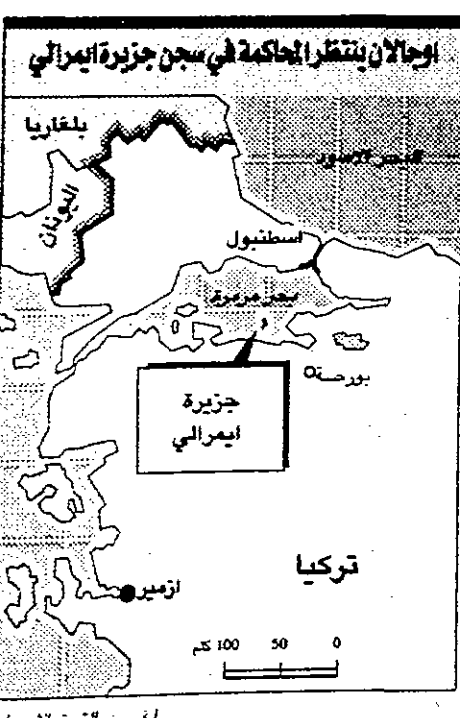 اوجالان ينتظر المحاكمة في سجن جزيرة ايمرالي
بلغاريا
البحر الاسود
اليونان
اسطنبول
بحر مرمرة
بورصة
جزيرة
ايمرالي
تركيا
ازمير
100 كلم 50 0